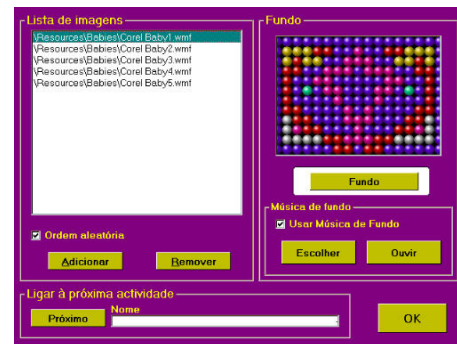 Lista de imagens
\Resources\Babies\Corel Baby1.wmf
\Resources\Babies\Corel Baby2.wmf
\Resources\Babies\Corel Baby3.wmf
\Resources\Babies\Corel Baby4.wmf
\Resources\Babies\Corel Baby5.wmf
Ordem aleatória
Adicionar
Remover
Fundo
Fundo
Música de fundo
Usar Música de Fundo
Escolher
Ouvir
Ligar à próxima actividade
Próximo
Nome
OK